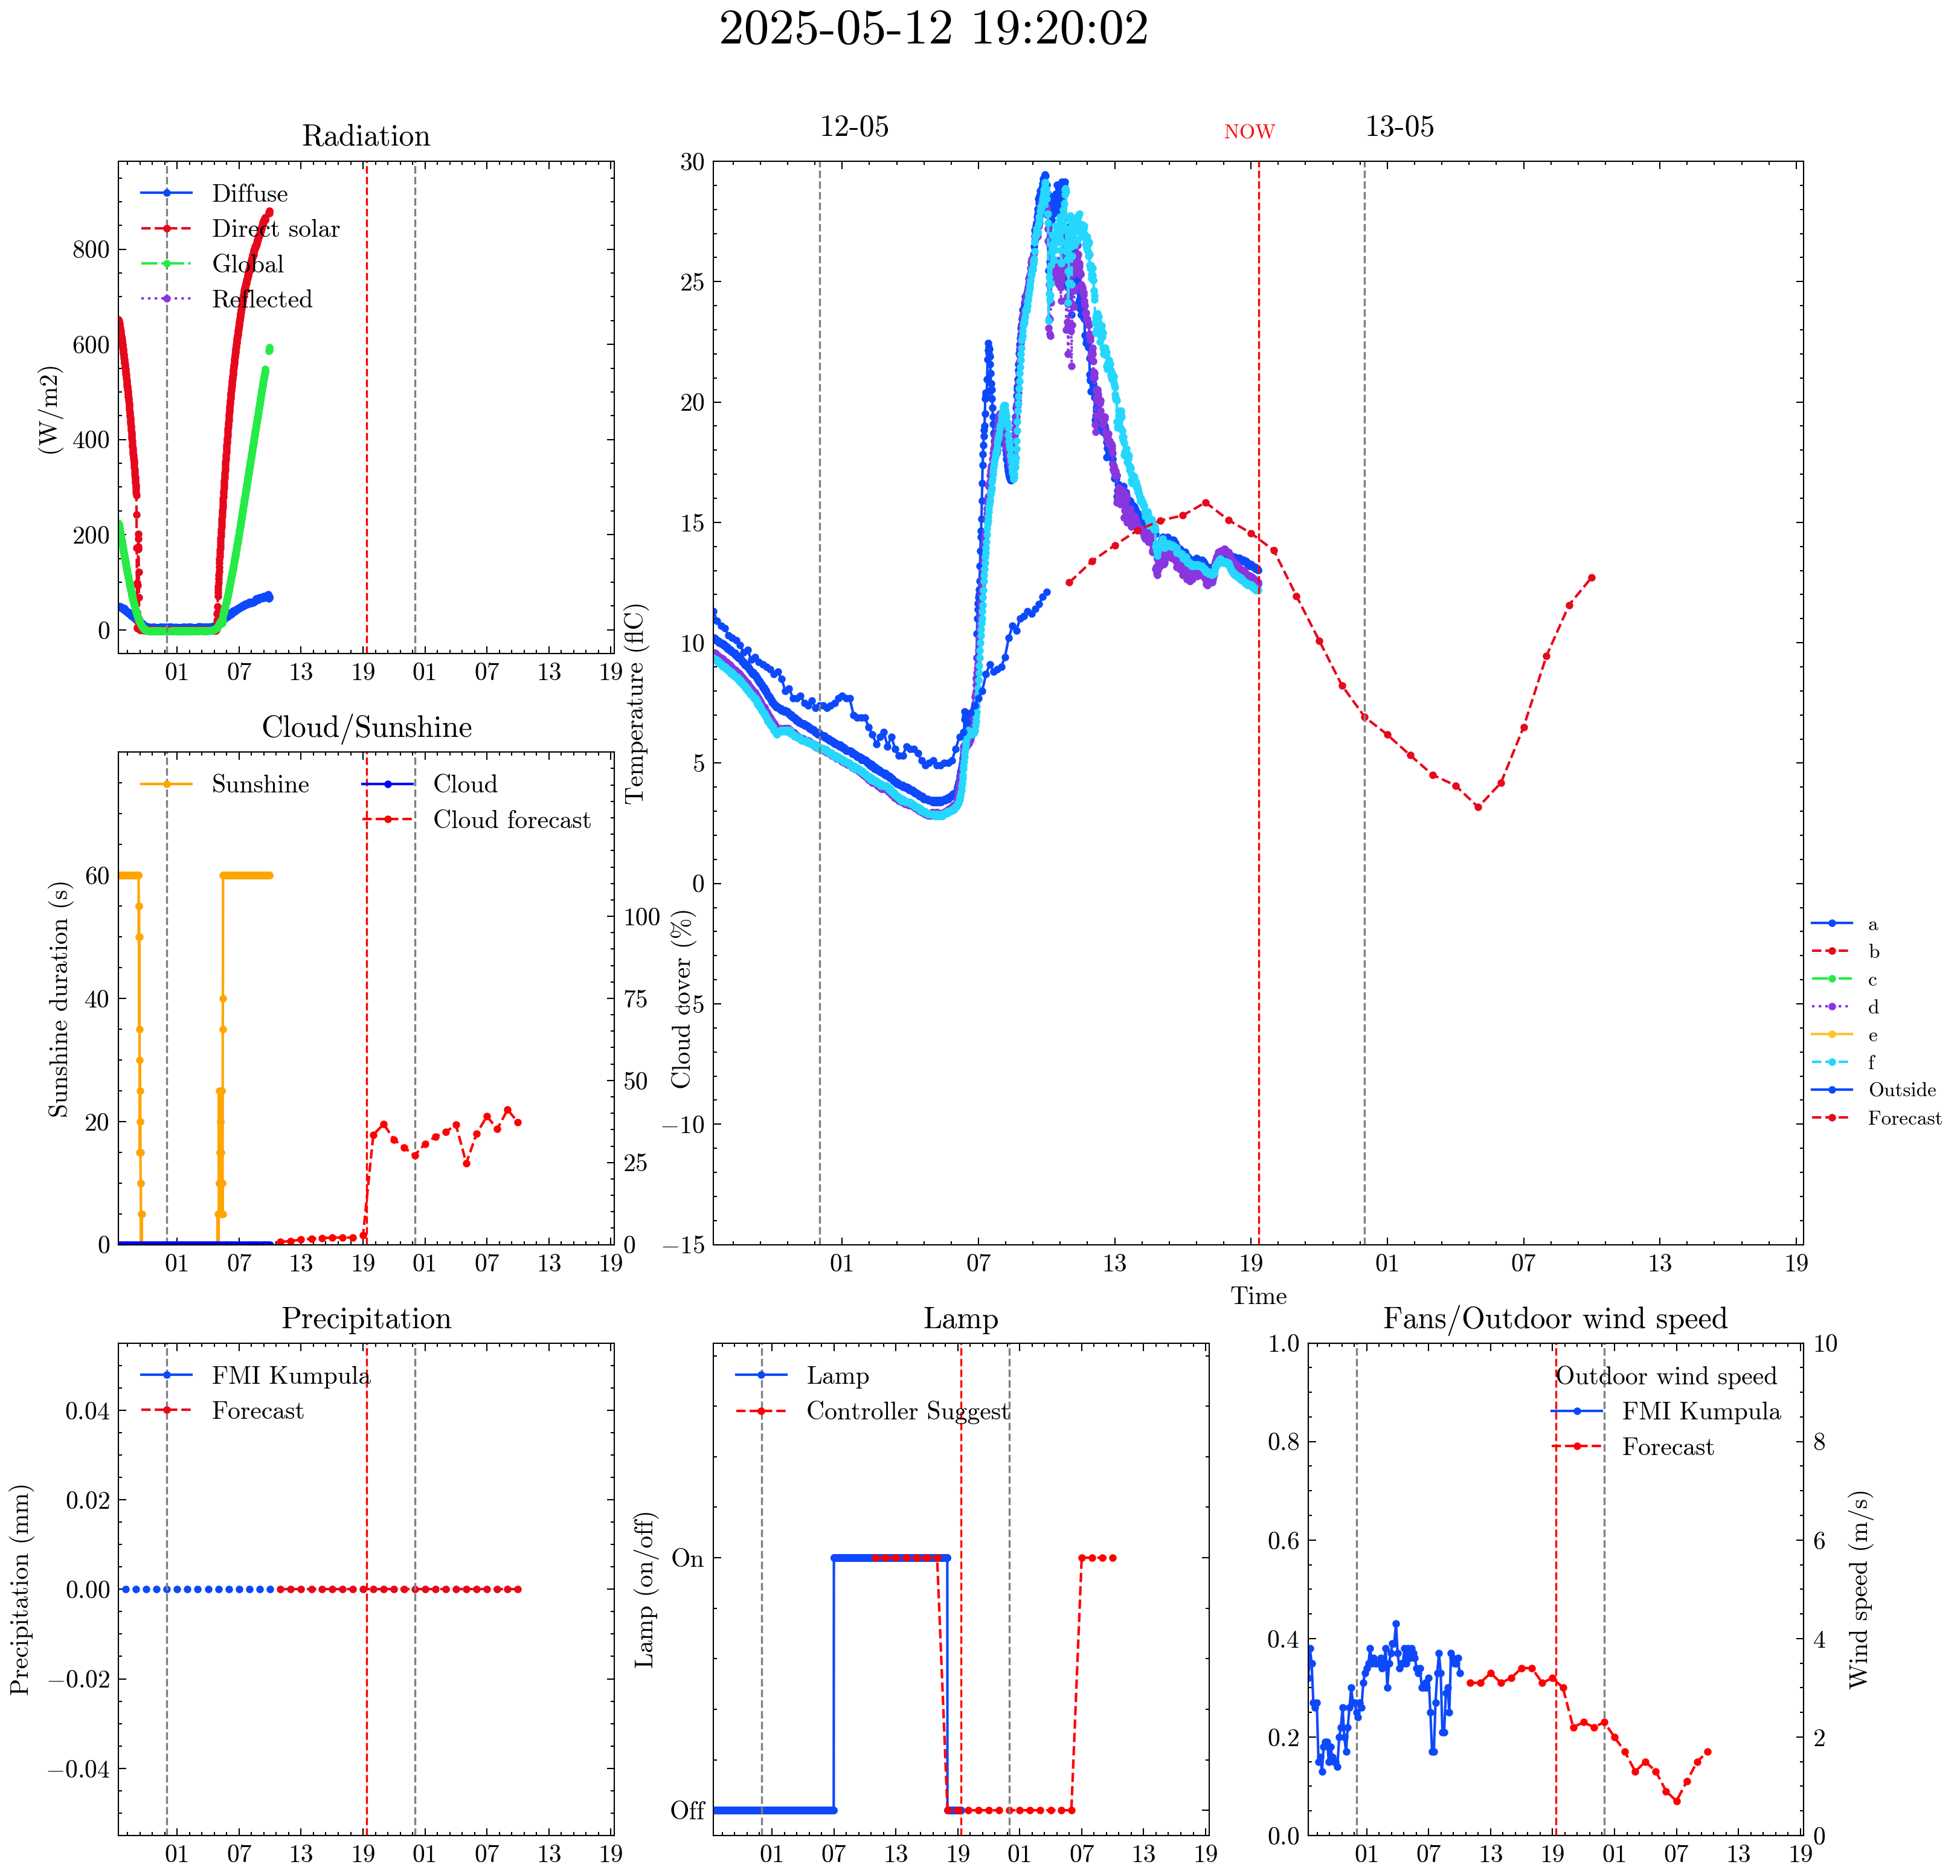 2025-05-12 19:20:02
Radiation
Diffuse
Direct solar
Global
Reflected
(W/m2)
800
600
400
200
0
01 07 13 19 01 07 13 19
Cloud/Sunshine
Sunshine
Cloud
Cloud forecast
Sunshine duration (s)
60
40
20
0
Cloud cover (%)
100
75
50
25
0
01 07 13 19 01 07 13 19
12-05
NOW
13-05
Temperature (flC)
30
25
20
15
10
5
0
−5
−10
−15
01 07 13 19 01 07 13 19
Time
a
b
c
d
e
f
Outside
Forecast
Precipitation
FMI Kumpula
Forecast
Precipitation (mm)
0.04
0.02
0.00
−0.02
−0.04
01 07 13 19 01 07 13 19
Lamp
Lamp
Controller Suggest
Lamp (on/off)
On
Off
01 07 13 19 01 07 13 19
Fans/Outdoor wind speed
Outdoor wind speed
FMI Kumpula
Forecast
1.0
0.8
0.6
0.4
0.2
0.0
Wind speed (m/s)
10
8
6
4
2
0
01 07 13 19 01 07 13 19